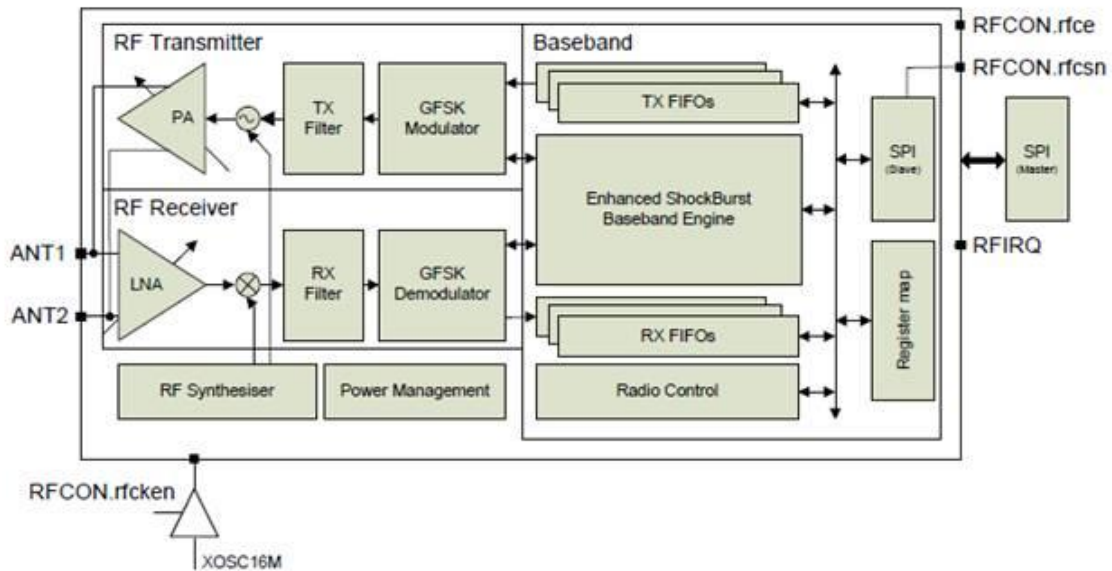 RF Transmitter
Baseband
RFCON.rfce
RFCON.rfcsn
PA
TX
Filter
GFSK
Modulator
TX FIFOs
SPI
(Slave)
SPI
(Master)
Enhanced ShockBurst
Baseband Engine
RF Receiver
ANT1
ANT2
LNA
RX
Filter
GFSK
Demodulator
RFIRQ
RX FIFOs
Register map
RF Synthesiser
Power Management
Radio Control
RFCON.rfcken
XOSC16M